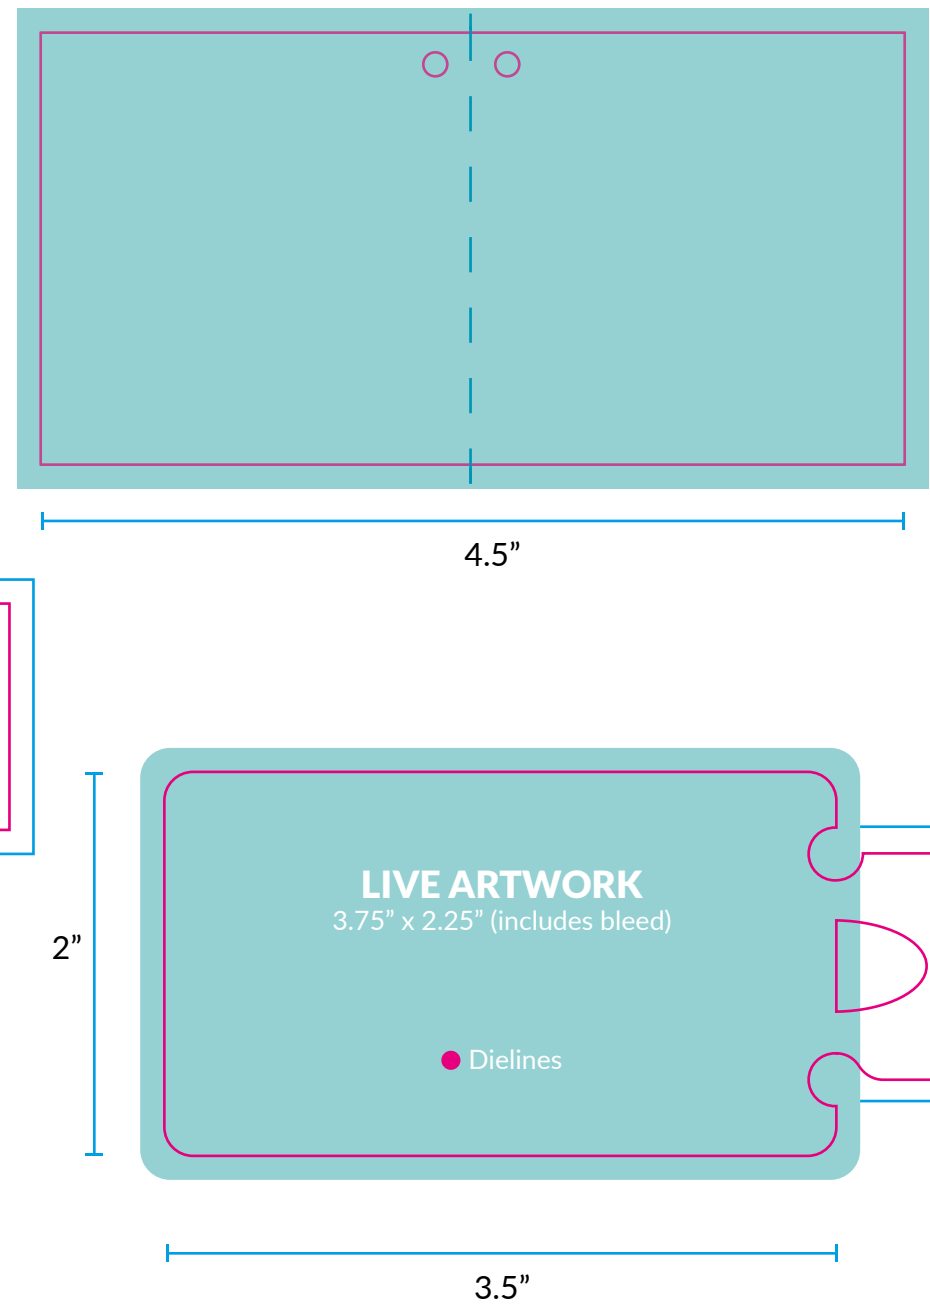 4.5”
LIVE ARTWORK
3.75” x 2.25” (includes bleed)
2”
Dielines
3.5”